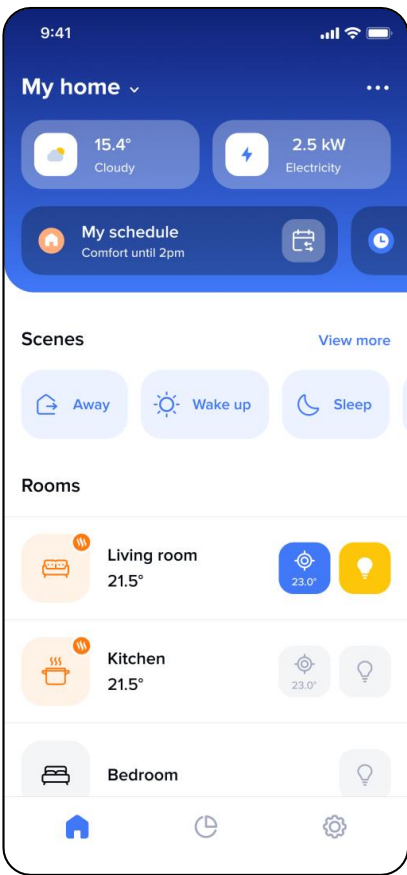 9:41
My home
15.4°
Cloudy
2.5 kW
Electricity
My schedule
Comfort until 2pm
Scenes
View more
Away
Wake up
Sleep
Rooms
Living room
21.5°
23.0°
Kitchen
21.5°
23.0°
Bedroom